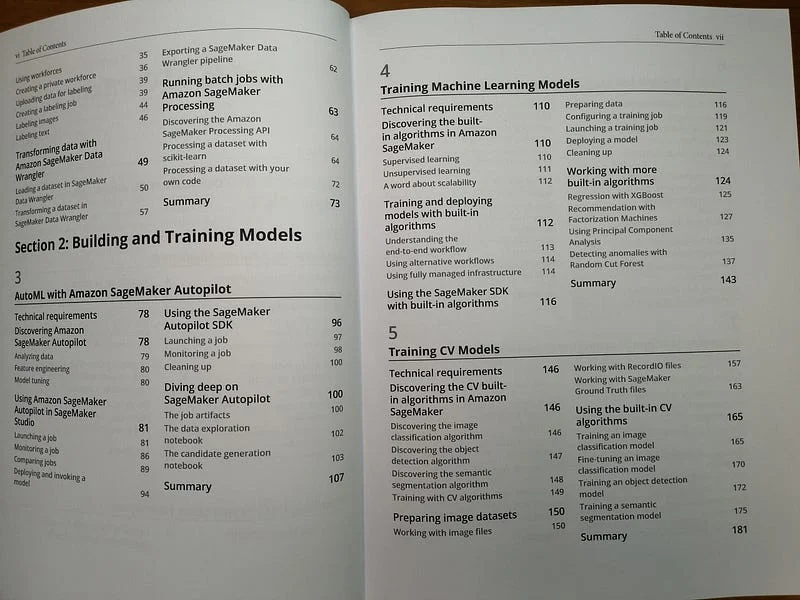 vi Table of Contents
Using workforces 35
Creating a private workforce 36
Uploading data for labeling 39
Creating a labeling job 39
Labeling images 44
Labeling text 46
Transforming data with
Amazon SageMaker Data
Wrangler 49
Loading a dataset in SageMaker
Data Wrangler 50
Transforming a dataset in
SageMaker Data Wrangler 57
Exporting a SageMaker Data
Wrangler pipeline 62
Running batch jobs with
Amazon SageMaker
Processing 63
Discovering the Amazon
SageMaker Processing API 64
Processing a dataset with
scikit-learn 64
Processing a dataset with your
own code 72
Summary 73
Section 2: Building and Training Models
3
AutoML with Amazon SageMaker Autopilot
Technical requirements 78
Discovering Amazon
SageMaker Autopilot 78
Analyzing data 79
Feature engineering 80
Model tuning 80
Using Amazon SageMaker
Autopilot in SageMaker
Studio 81
Launching a job 81
Monitoring a job 86
Comparing jobs 89
Deploying and invoking a
model 94
Using the SageMaker
Autopilot SDK 96
Launching a job 97
Monitoring a job 98
Cleaning up 100
Diving deep on
SageMaker Autopilot 100
The job artifacts 100
The data exploration
notebook 102
The candidate generation
notebook 103
Summary 107
Table of Contents vii
4
Training Machine Learning Models
Technical requirements 110
Discovering the built-
in algorithms in Amazon
SageMaker 110
Supervised learning 110
Unsupervised learning 111
A word about scalability 112
Training and deploying
models with built-in
algorithms 112
Understanding the
end-to-end workflow 113
Using alternative workflows 114
Using fully managed infrastructure 114
Using the SageMaker SDK
with built-in algorithms 116
Preparing data 116
Configuring a training job 119
Launching a training job 121
Deploying a model 123
Cleaning up 124
Working with more
built-in algorithms 124
Regression with XGBoost 125
Recommendation with
Factorization Machines 127
Using Principal Component
Analysis 135
Detecting anomalies with
Random Cut Forest 137
Summary 143
5
Training CV Models
Technical requirements 146
Discovering the CV built-
in algorithms in Amazon
SageMaker 146
Discovering the image
classification algorithm 146
Discovering the object
detection algorithm 147
Discovering the semantic
segmentation algorithm 148
Training with CV algorithms 149
Preparing image datasets 150
Working with image files 150
Working with RecordIO files 157
Working with SageMaker
Ground Truth files 163
Using the built-in CV
algorithms 165
Training an image
classification model 165
Fine-tuning an image
classification model 170
Training an object detection
model 172
Training a semantic
segmentation model 175
Summary 181